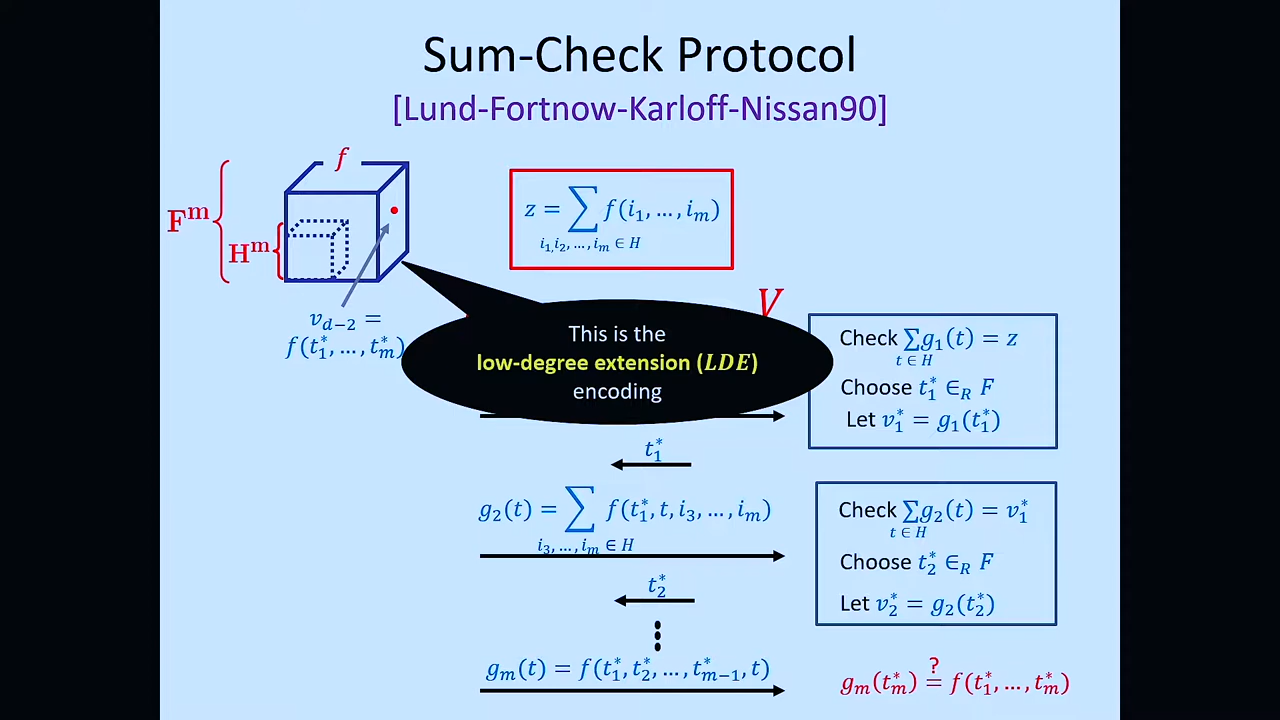 Sum-Check Protocol
[Lund-Fortnow-Karloff-Nissan90]
f
F^m
H^m
v_{d-2} =
f(t_1^*, …, t_m^*)
z = ∑ f(i_1, …, i_m)
i_1,i_2, …, i_m ∈ H
V
This is the
low-degree extension (LDE)
encoding
Check ∑ g_1(t) = z
t ∈ H
Choose t_1^* ∈_R F
Let v_1^* = g_1(t_1^*)
t_1^*
g_2(t) = ∑ f(t_1^*, t, i_3, …, i_m)
i_3, …, i_m ∈ H
Check ∑ g_2(t) = v_1^*
t ∈ H
Choose t_2^* ∈_R F
Let v_2^* = g_2(t_2^*)
t_2^*
g_m(t) = f(t_1^*, t_2^*, …, t_{m-1}^*, t)
?
g_m(t_m^*) = f(t_1^*, …, t_m^*)